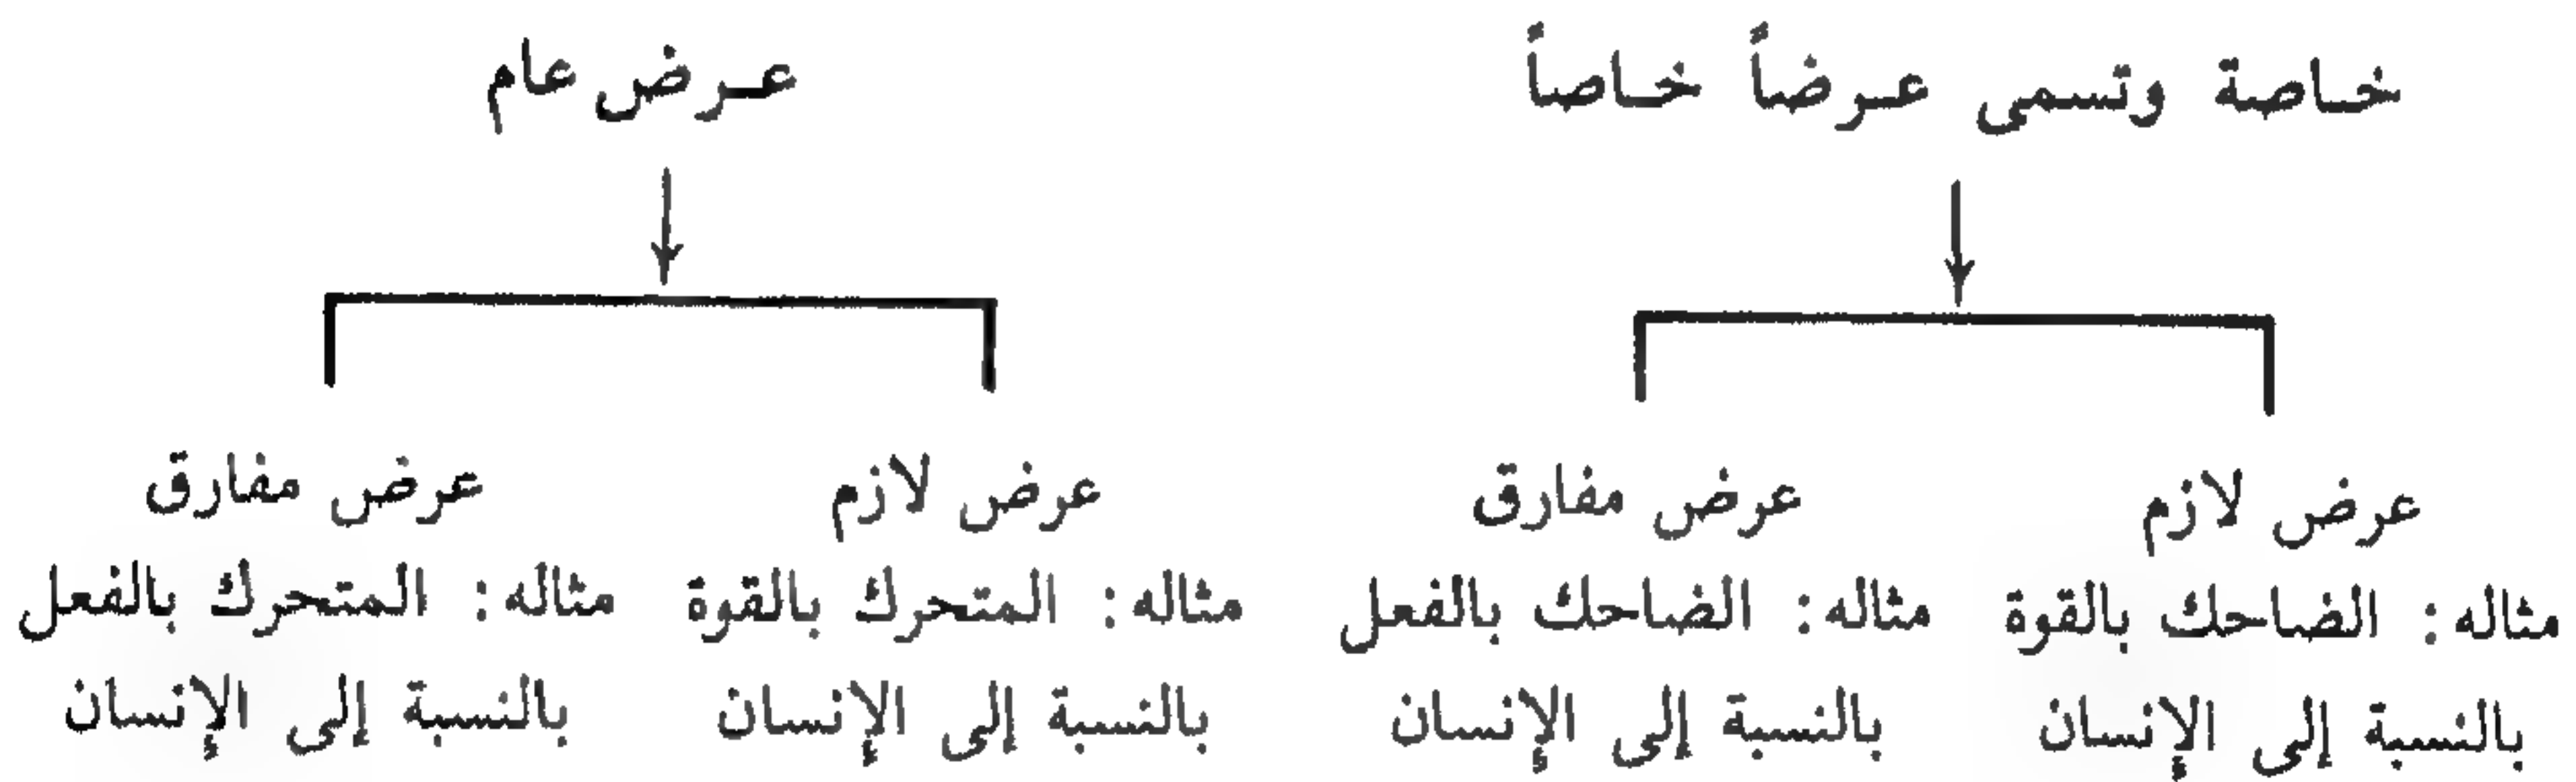 خاصة وتسمى عرضاً خاصاً
عرض عام
عرض لازم
مثاله: الضاحك بالقوة
بالنسبة إلى الإنسان
عرض مفارق
مثاله: الضاحك بالفعل
بالنسبة إلى الإنسان
عرض لازم
مثاله: المتحرك بالقوة
بالنسبة إلى الإنسان
عرض مفارق
مثاله: المتحرك بالفعل
بالنسبة إلى الإنسان